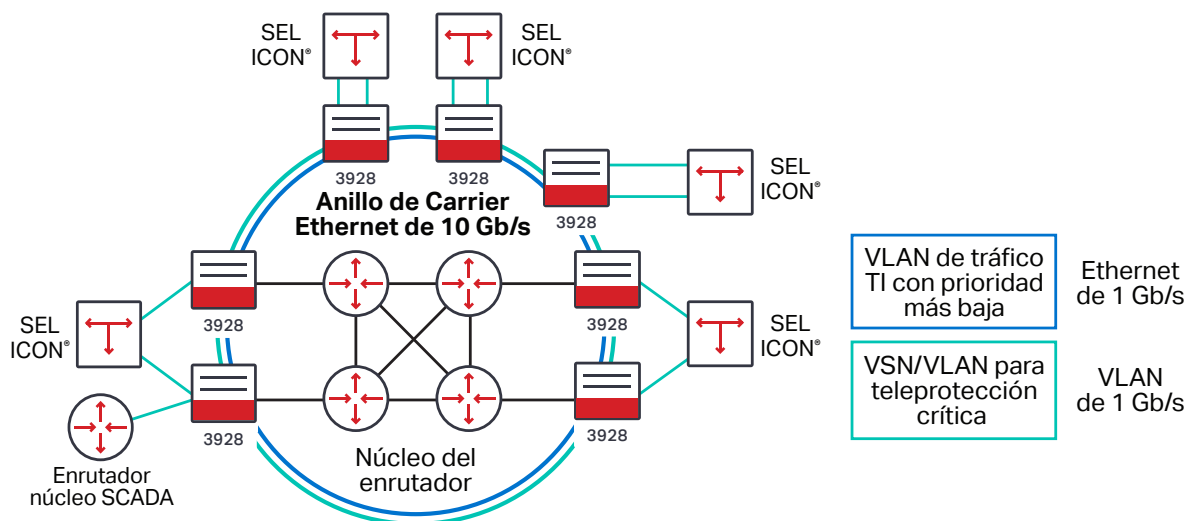 SEL
ICON®
SEL
ICON®
3928
3928
SEL
ICON®
3928
Anillo de Carrier
Ethernet de 10 Gb/s
3928
3928
SEL
ICON®
SEL
ICON®
3928
3928
Enrutador
núcleo SCADA
Núcleo del
enrutador
VLAN de tráfico
TI con prioridad
más baja
Ethernet
de 1 Gb/s
VSN/VLAN para
teleprotección
crítica
VLAN
de 1 Gb/s